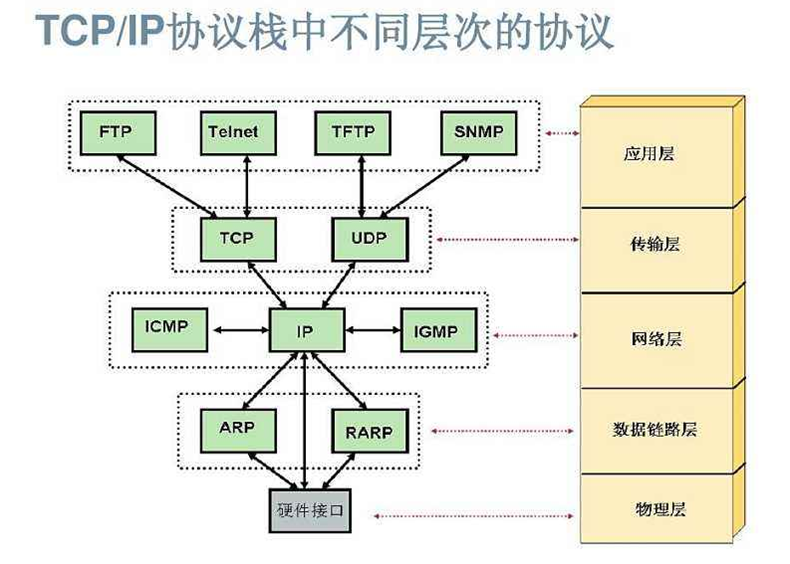 TCP/IP协议栈中不同层次的协议
FTP
Telnet
TFTP
SNMP
应用层
TCP
UDP
传输层
ICMP
IP
IGMP
网络层
ARP
RARP
数据链路层
硬件接口
物理层